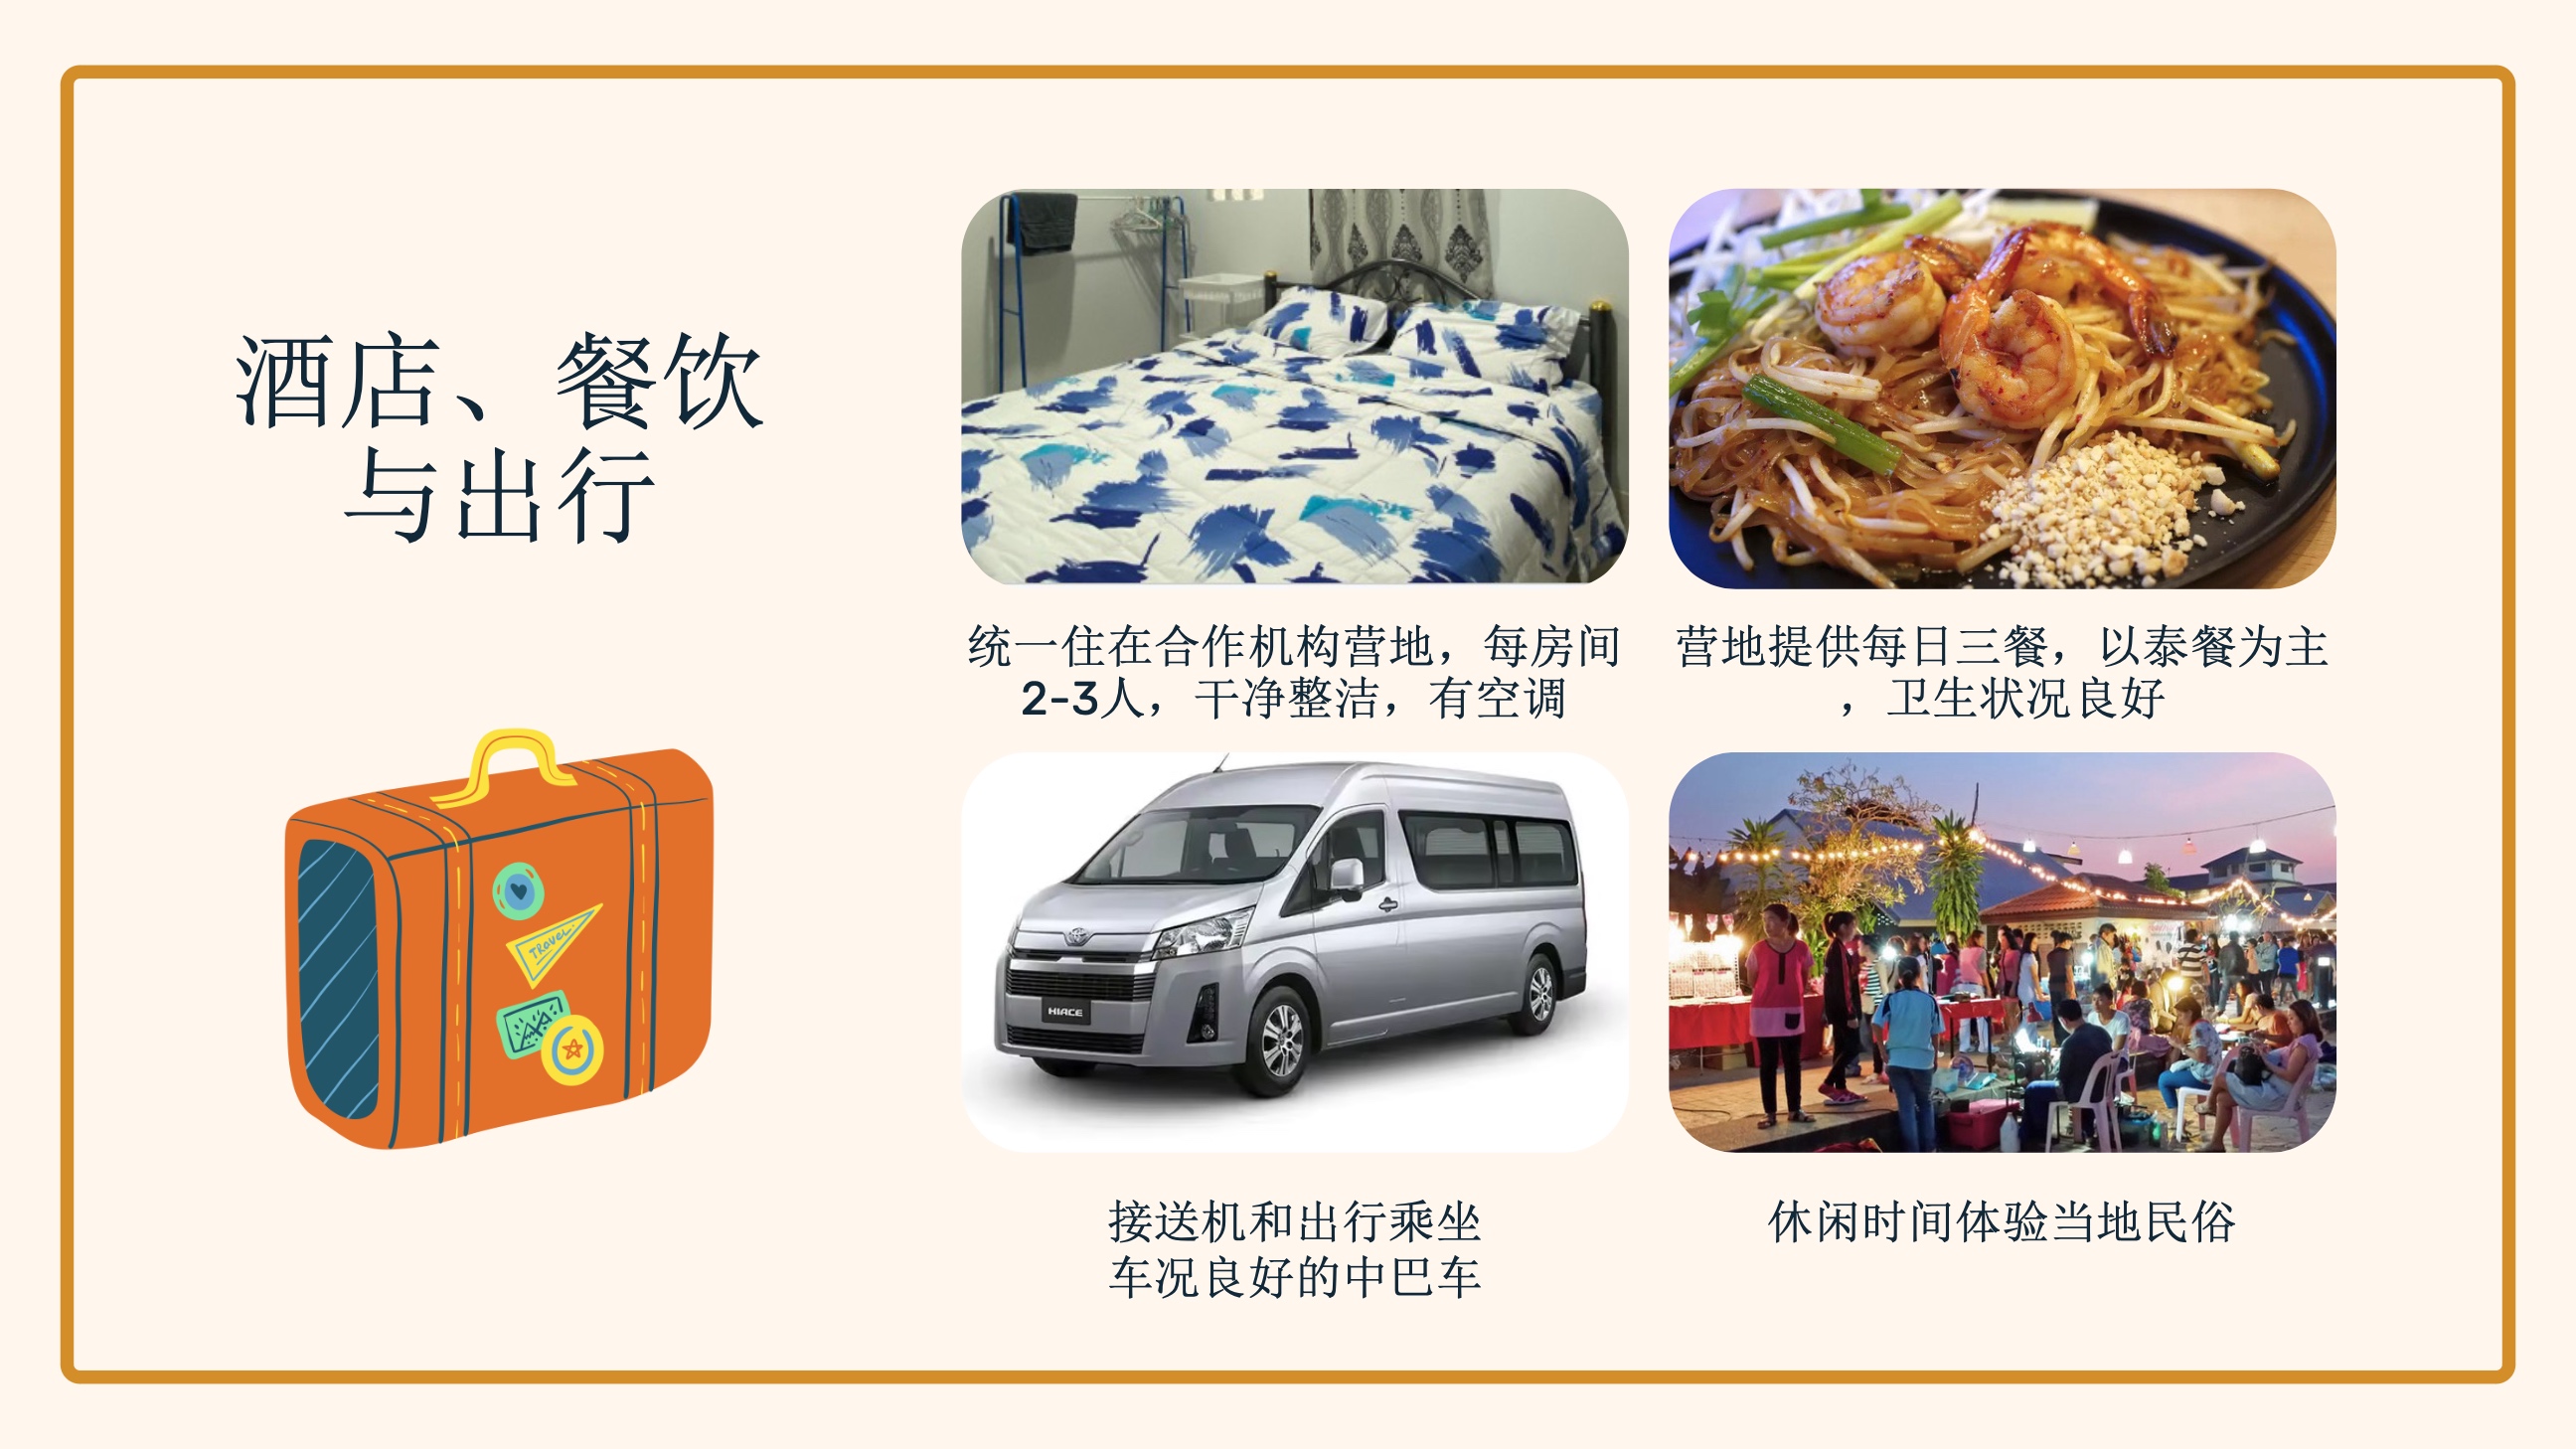 酒店、餐饮
与出行
TRAVEL
统一住在合作机构营地，每房间
2-3人，干净整洁，有空调
营地提供每日三餐，以泰餐为主
，卫生状况良好
HIACE
接送机和出行乘坐
车况良好的中巴车
休闲时间体验当地民俗